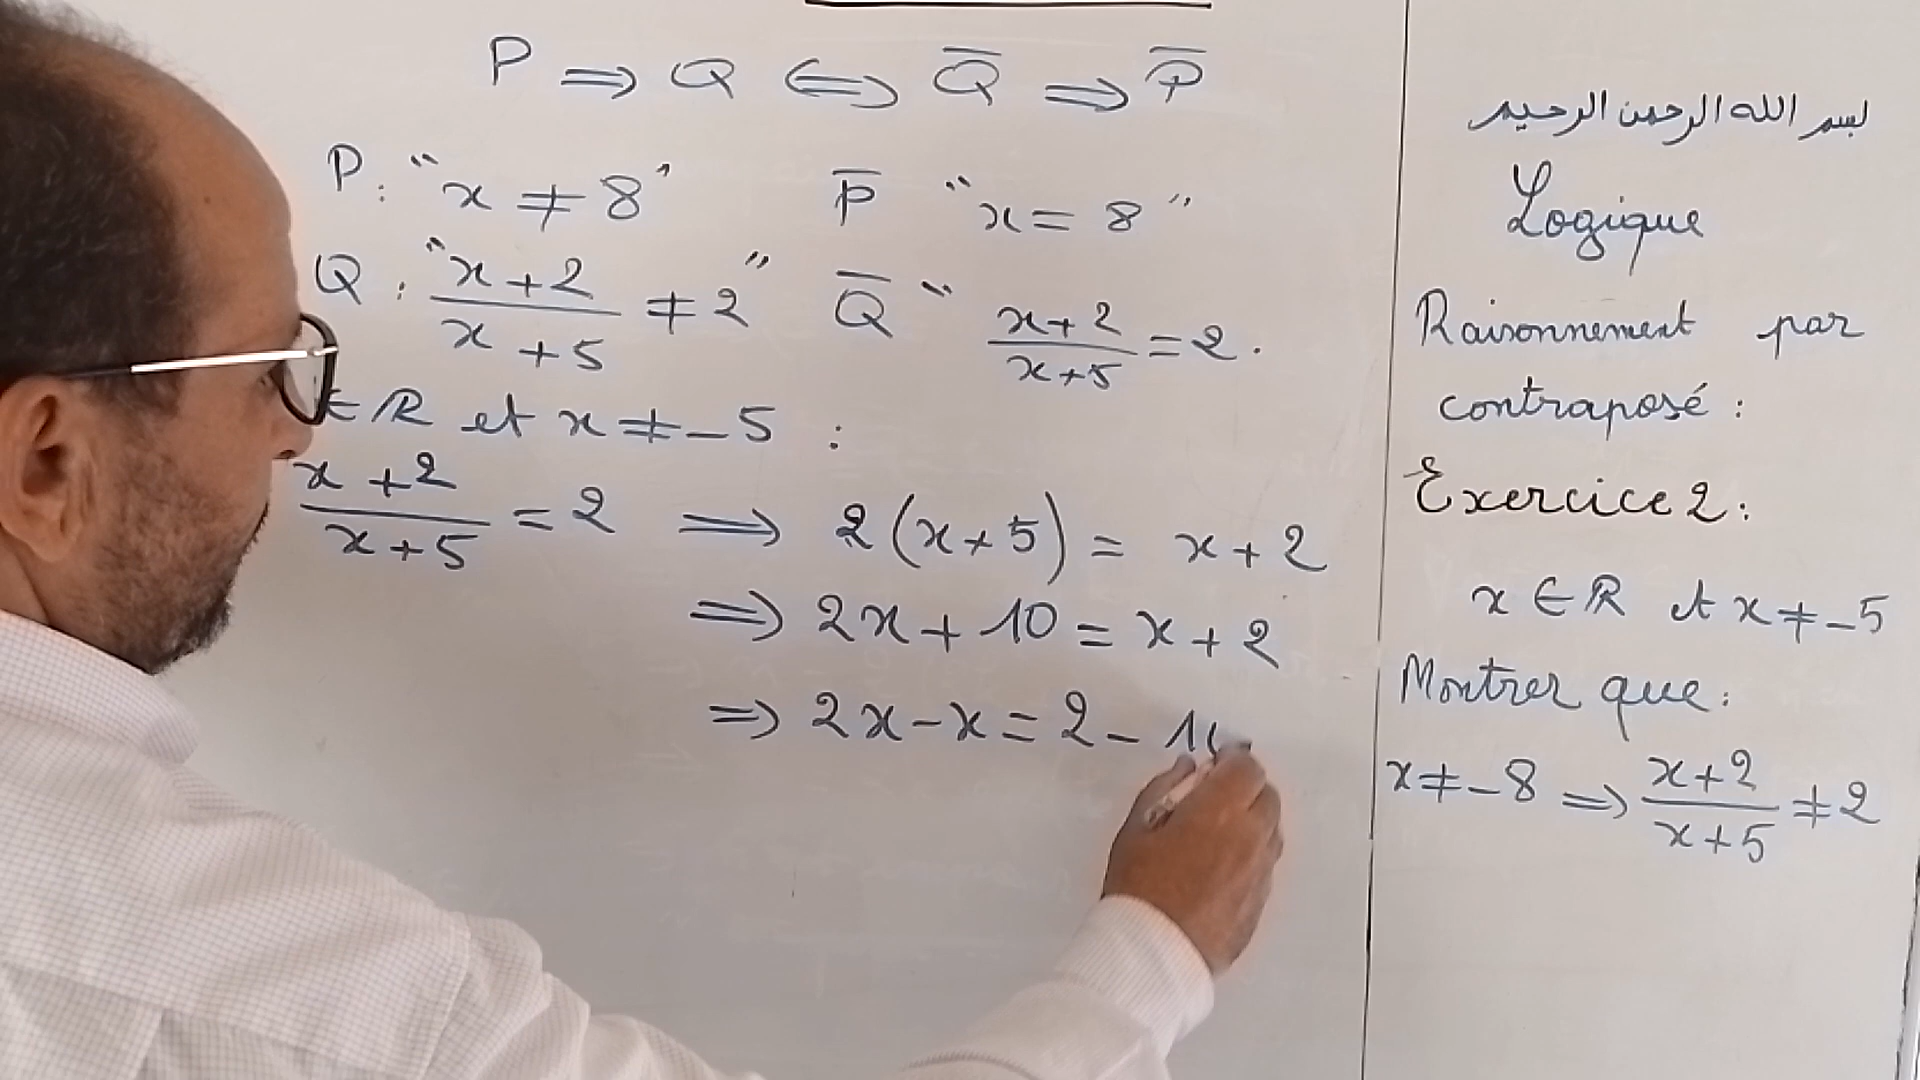 P ⇒ Q ⇔ Q̅ ⇒ P̅
P : " x ≠ 8 " P̅ " x = 8 "
Q : " (x+2)/(x+5) ≠ 2 " Q̅ " (x+2)/(x+5) = 2 .
∈ ℝ et x ≠ -5 :
(x+2)/(x+5) = 2 ⇒ 2(x+5) = x+2
⇒ 2x + 10 = x + 2
⇒ 2x - x = 2 - 10
بسم الله الرحمن الرحيم
Logique
Raisonnement par
contraposé :
Exercice 2 :
x ∈ ℝ et x ≠ -5
Montrer que :
x ≠ -8 ⇒ (x+2)/(x+5) ≠ 2